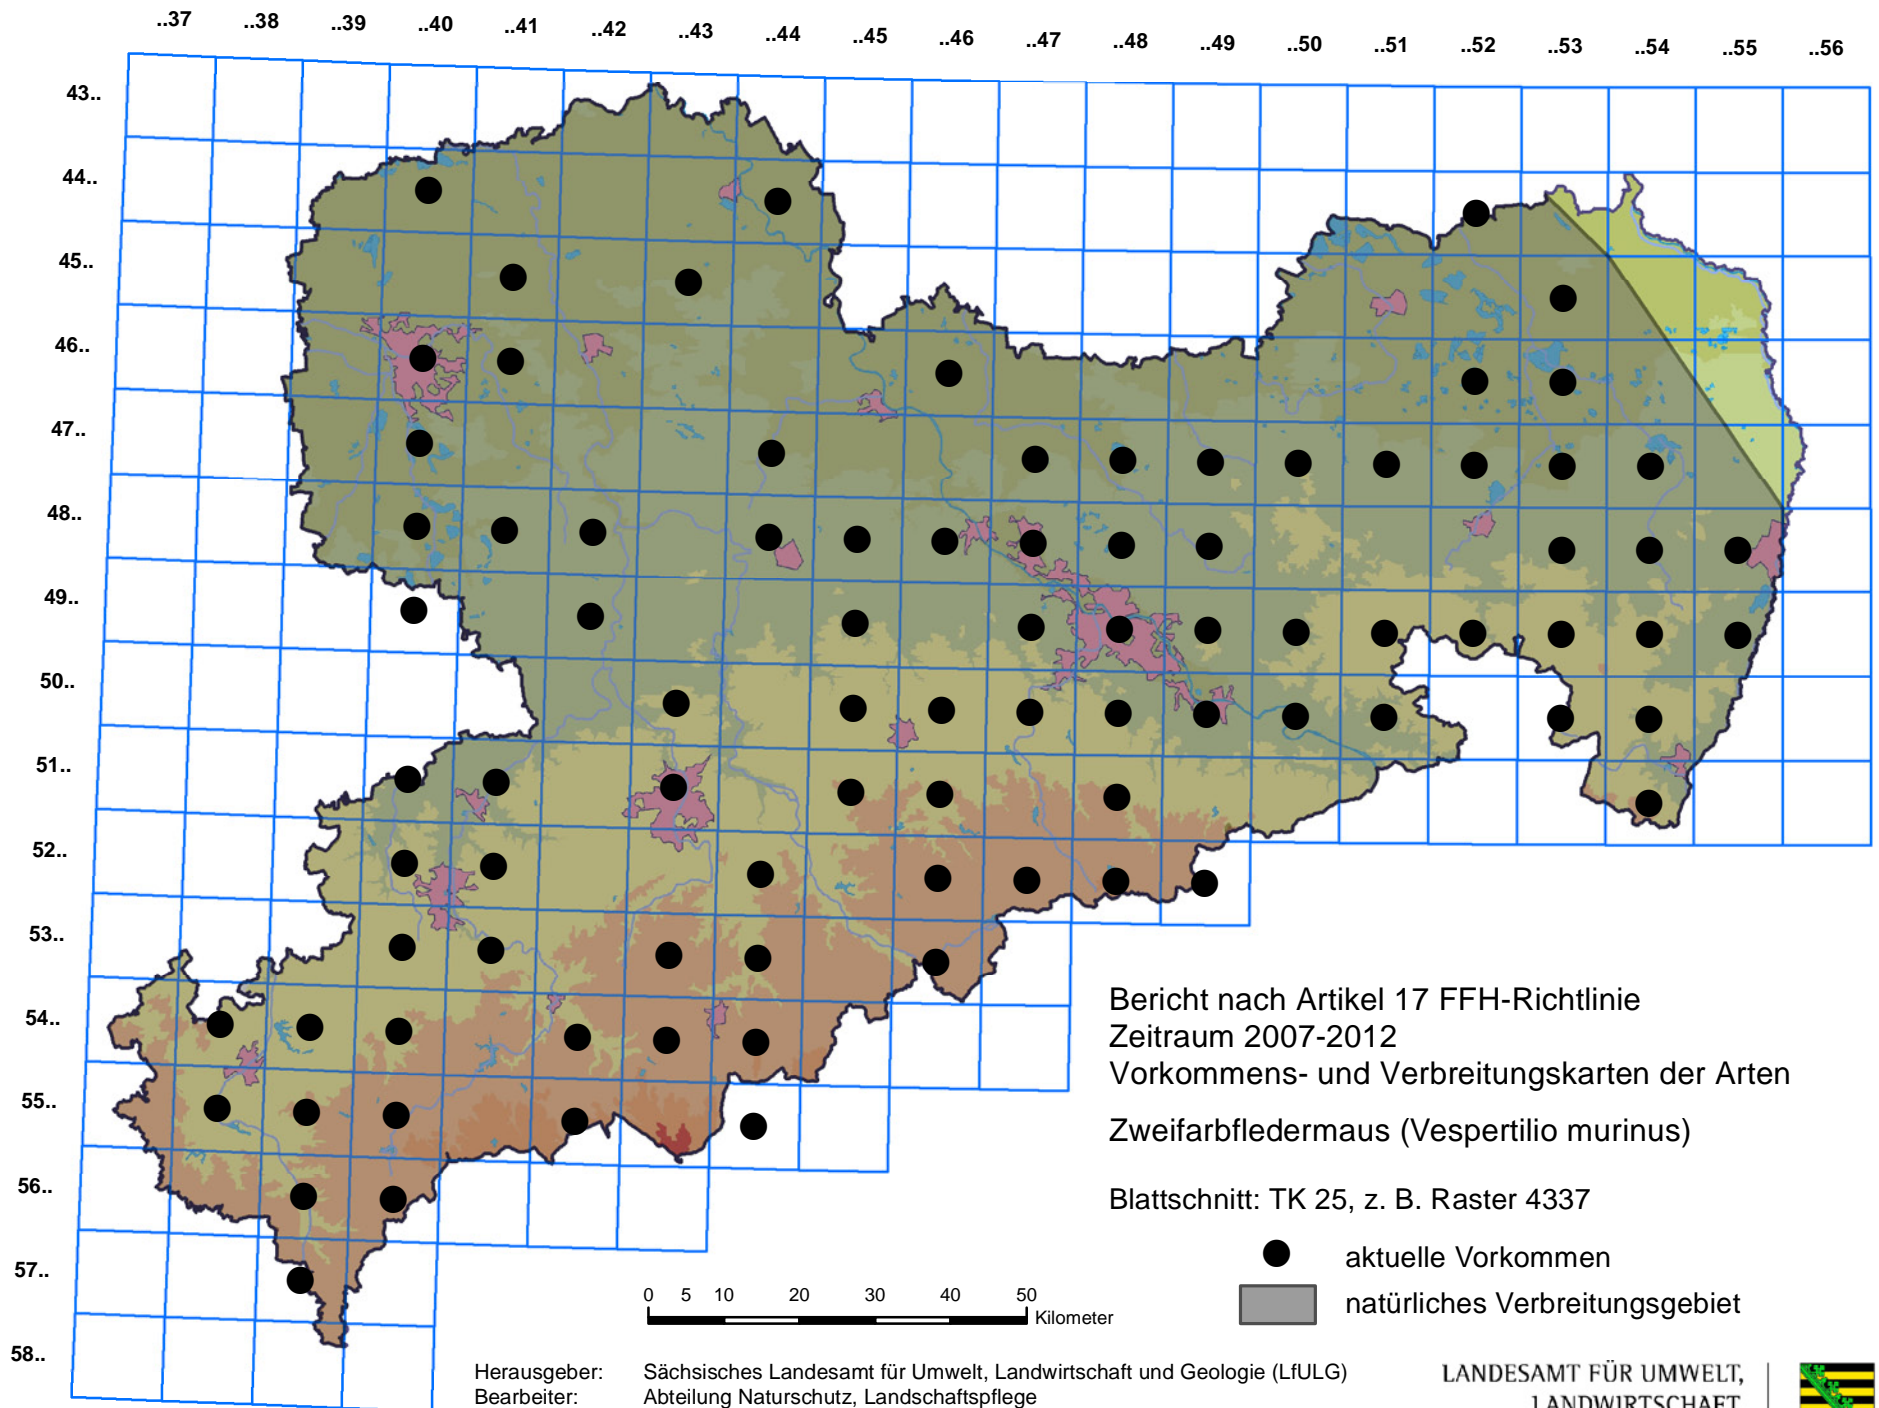 ..37 ..38 ..39 ..40 ..41 ..42 ..43 ..44 ..45 ..46 ..47 ..48 ..49 ..50 ..51 ..52 ..53 ..54 ..55 ..56
43..
44..
45..
46..
47..
48..
49..
50..
51..
52..
53..
54..
55..
56..
57..
58..
Bericht nach Artikel 17 FFH-Richtlinie
Zeitraum 2007-2012
Vorkommens- und Verbreitungskarten der Arten
Zweifarbfledermaus (Vespertilio murinus)
Blattschnitt: TK 25, z. B. Raster 4337
aktuelle Vorkommen
natürliches Verbreitungsgebiet
0 5 10 20 30 40 50
Kilometer
Herausgeber: Sächsisches Landesamt für Umwelt, Landwirtschaft und Geologie (LfULG)
Bearbeiter: Abteilung Naturschutz, Landschaftspflege
LANDESAMT FÜR UMWELT,
LANDWIRTSCHAFT